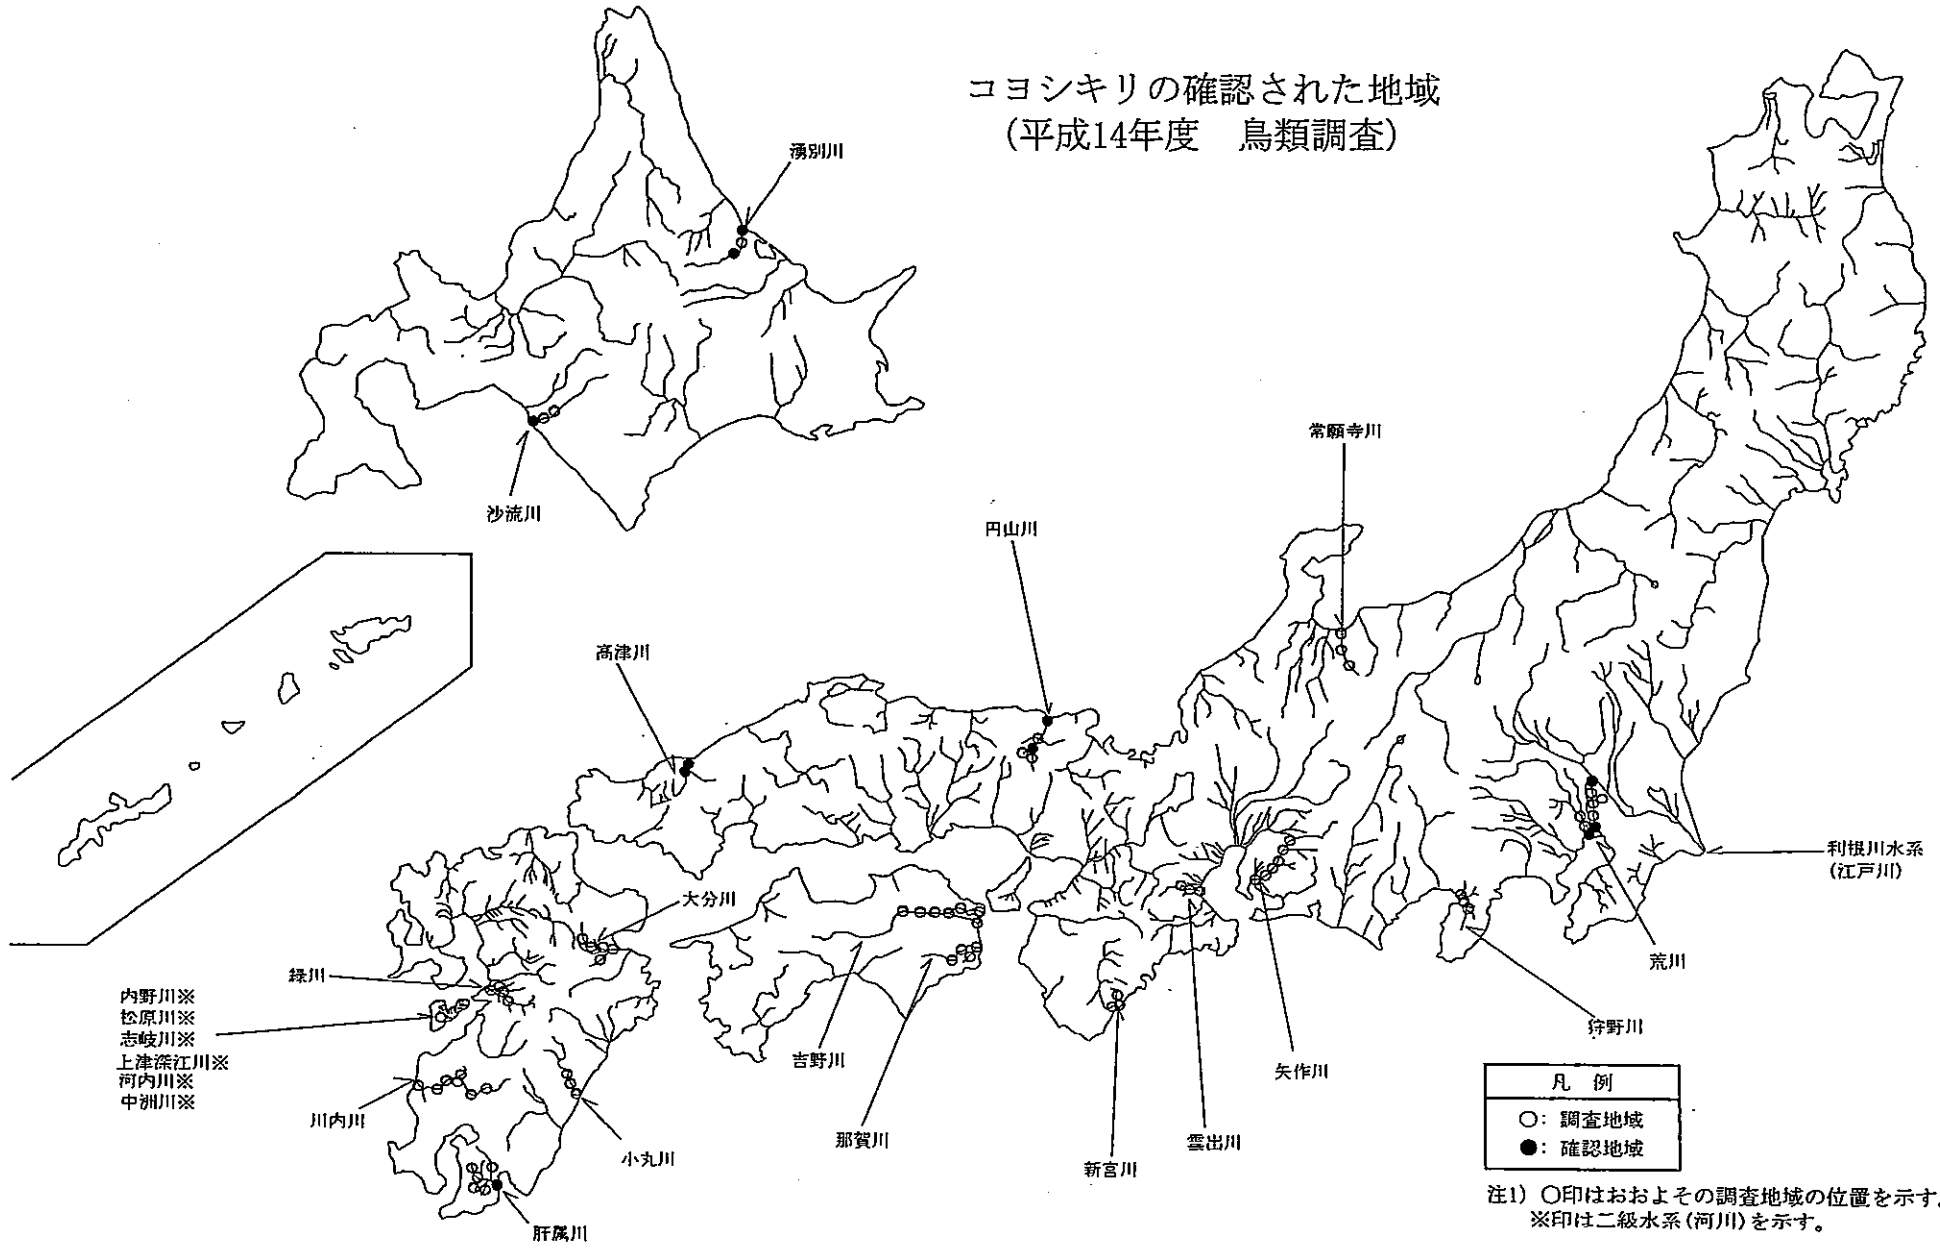 コヨシキリの確認された地域
(平成14年度　鳥類調査)
湧別川
沙流川
常願寺川
円山川
高津川
利根川水系
(江戸川)
大分川
荒川
緑川
内野川※
松原川※
志岐川※
上津深江川※
河内川※
中洲川※
狩野川
吉野川
矢作川
川内川
那賀川
雲出川
小丸川
新宮川
肝属川
凡 例
○: 調査地域
●: 確認地域
注1) ○印はおおよその調査地域の位置を示す。
※印は二級水系(河川)を示す。